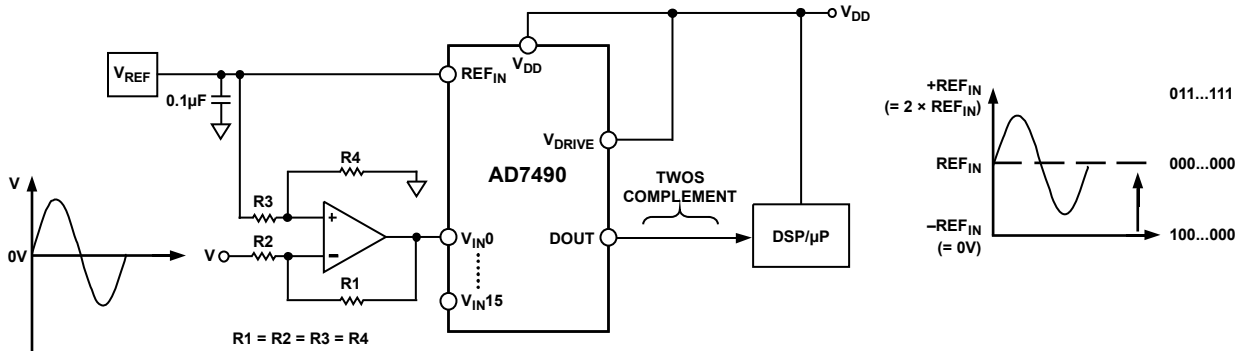 V_DD
V_REF
0.1µF
REF_IN
V_DD
V_DRIVE
AD7490
R4
R3
R2
R1
V
0V
V
+
–
V_IN0
V_IN15
DOUT
TWOS
COMPLEMENT
DSP/µP
R1 = R2 = R3 = R4
+REF_IN
(= 2 × REF_IN)
REF_IN
–REF_IN
(= 0V)
011...111
000...000
100...000